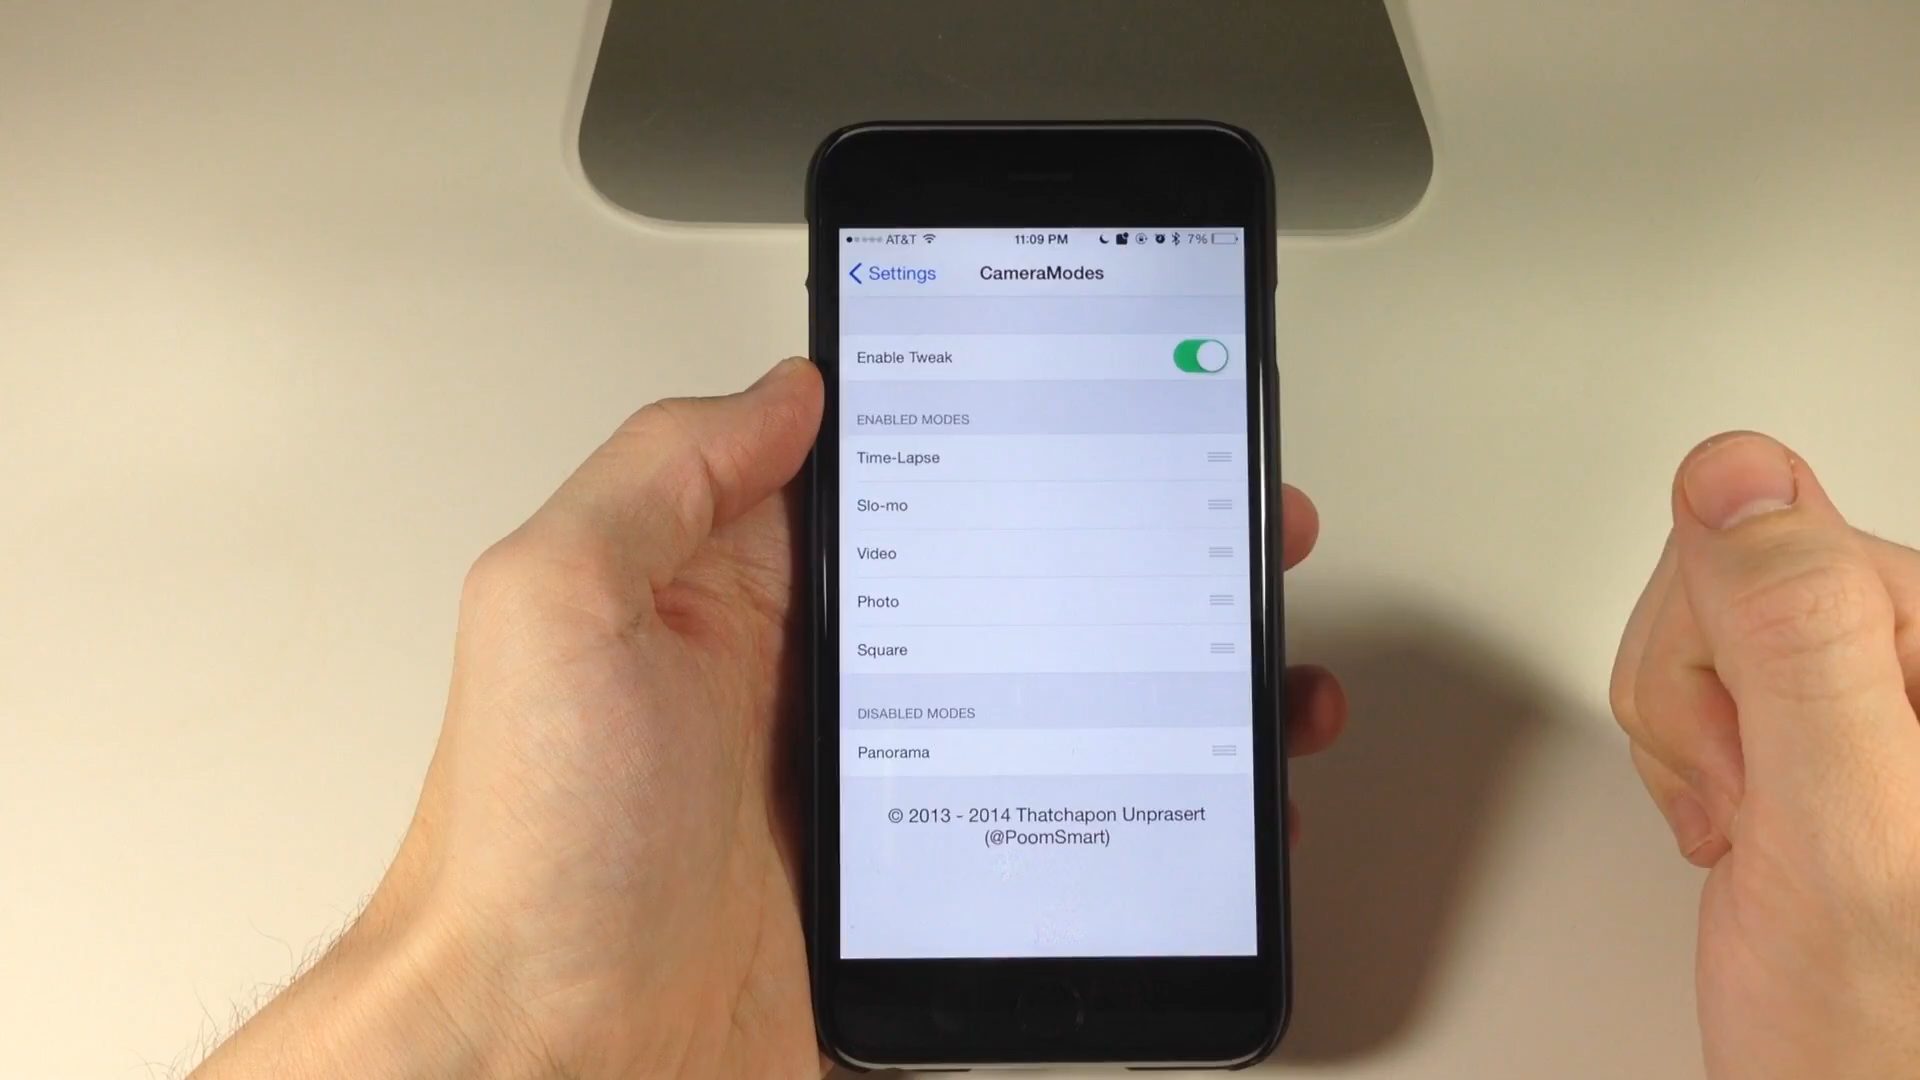 AT&T 11:09 PM 7%
Settings CameraModes
Enable Tweak
ENABLED MODES
Time-Lapse
Slo-mo
Video
Photo
Square
DISABLED MODES
Panorama
© 2013 - 2014 Thatchapon Unprasert
(@PoomSmart)